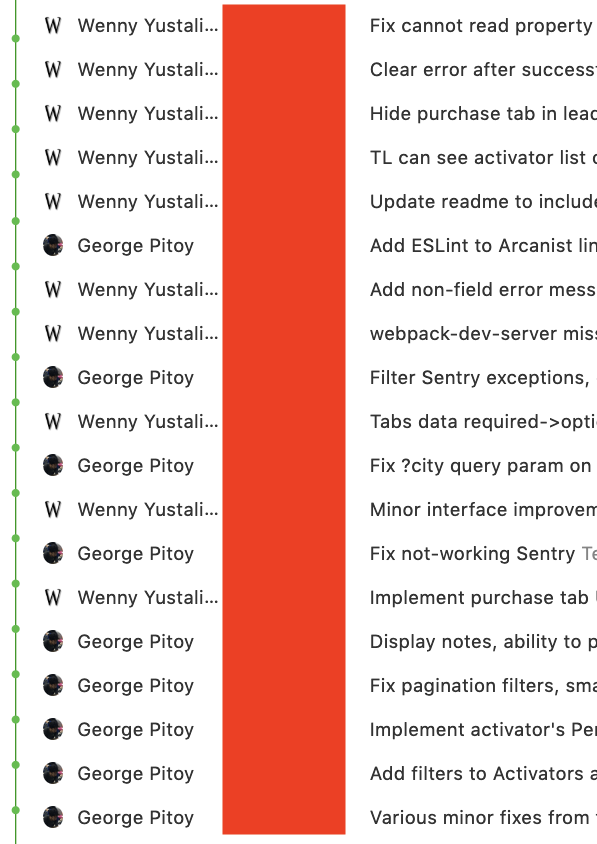 Wenny Yustali... Fix cannot read property
Wenny Yustali... Clear error after success
Wenny Yustali... Hide purchase tab in lead
Wenny Yustali... TL can see activator list
Wenny Yustali... Update readme to include
George Pitoy Add ESLint to Arcanist lin
Wenny Yustali... Add non-field error mess
Wenny Yustali... webpack-dev-server miss
George Pitoy Filter Sentry exceptions,
Wenny Yustali... Tabs data required->opti
George Pitoy Fix ?city query param on
Wenny Yustali... Minor interface improvem
George Pitoy Fix not-working Sentry Te
Wenny Yustali... Implement purchase tab
George Pitoy Display notes, ability to p
George Pitoy Fix pagination filters, sma
George Pitoy Implement activator's Per
George Pitoy Add filters to Activators a
George Pitoy Various minor fixes from